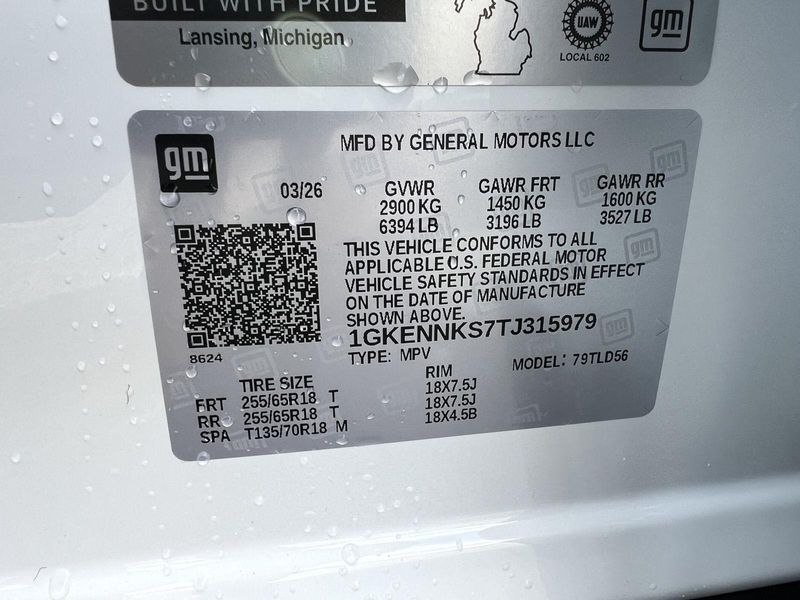 BUILT WITH PRIDE
Lansing, Michigan
UAW
LOCAL 602
gm
gm
MFD BY GENERAL MOTORS LLC
03/26
GVWR GAWR FRT GAWR RR
2900 KG 1450 KG 1600 KG
6394 LB 3196 LB 3527 LB
THIS VEHICLE CONFORMS TO ALL
APPLICABLE U.S. FEDERAL MOTOR
VEHICLE SAFETY STANDARDS IN EFFECT
ON THE DATE OF MANUFACTURE
SHOWN ABOVE.
1GKENNKS7TJ315979
8624
TYPE: MPV MODEL: 79TLD56
TIRE SIZE RIM
FRT 255/65R18 T 18X7.5J
RR 255/65R18 T 18X7.5J
SPA T135/70R18 M 18X4.5B